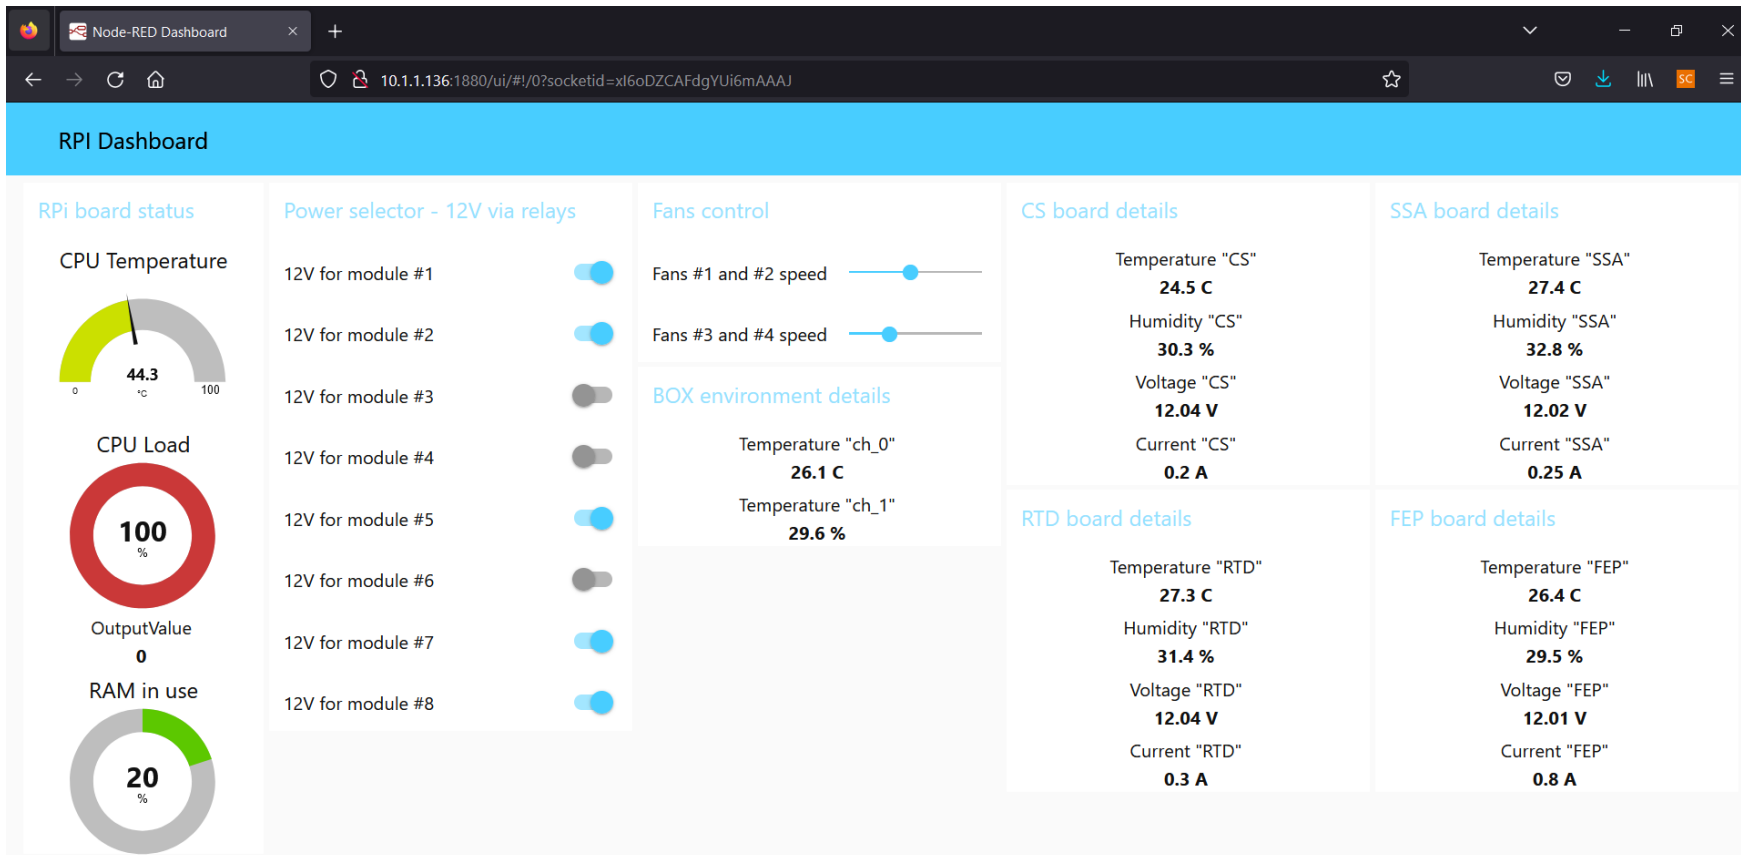 Node-RED Dashboard
10.1.1.136:1880/ui/#!/0?socketid=xI6oDZCAFdgYUi6mAAAJ
SC
RPI Dashboard
RPi board status
CPU Temperature
44.3
°C
0
100
CPU Load
100
%
OutputValue
0
RAM in use
20
%
Power selector - 12V via relays
12V for module #1
12V for module #2
12V for module #3
12V for module #4
12V for module #5
12V for module #6
12V for module #7
12V for module #8
Fans control
Fans #1 and #2 speed
Fans #3 and #4 speed
BOX environment details
Temperature "ch_0"
26.1 C
Temperature "ch_1"
29.6 %
CS board details
Temperature "CS"
24.5 C
Humidity "CS"
30.3 %
Voltage "CS"
12.04 V
Current "CS"
0.2 A
RTD board details
Temperature "RTD"
27.3 C
Humidity "RTD"
31.4 %
Voltage "RTD"
12.04 V
Current "RTD"
0.3 A
SSA board details
Temperature "SSA"
27.4 C
Humidity "SSA"
32.8 %
Voltage "SSA"
12.02 V
Current "SSA"
0.25 A
FEP board details
Temperature "FEP"
26.4 C
Humidity "FEP"
29.5 %
Voltage "FEP"
12.01 V
Current "FEP"
0.8 A